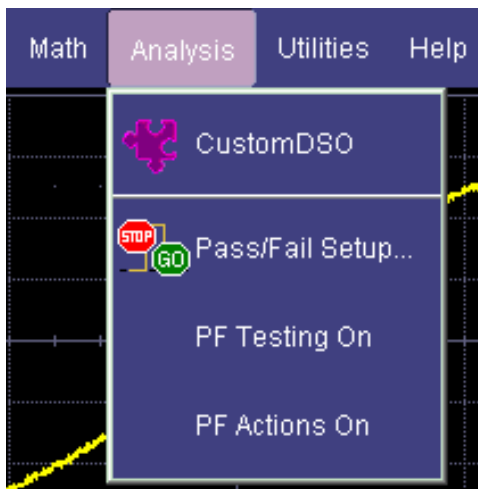 Math Analysis Utilities Help
CustomDSO
STOP
GO
Pass/Fail Setup...
PF Testing On
PF Actions On